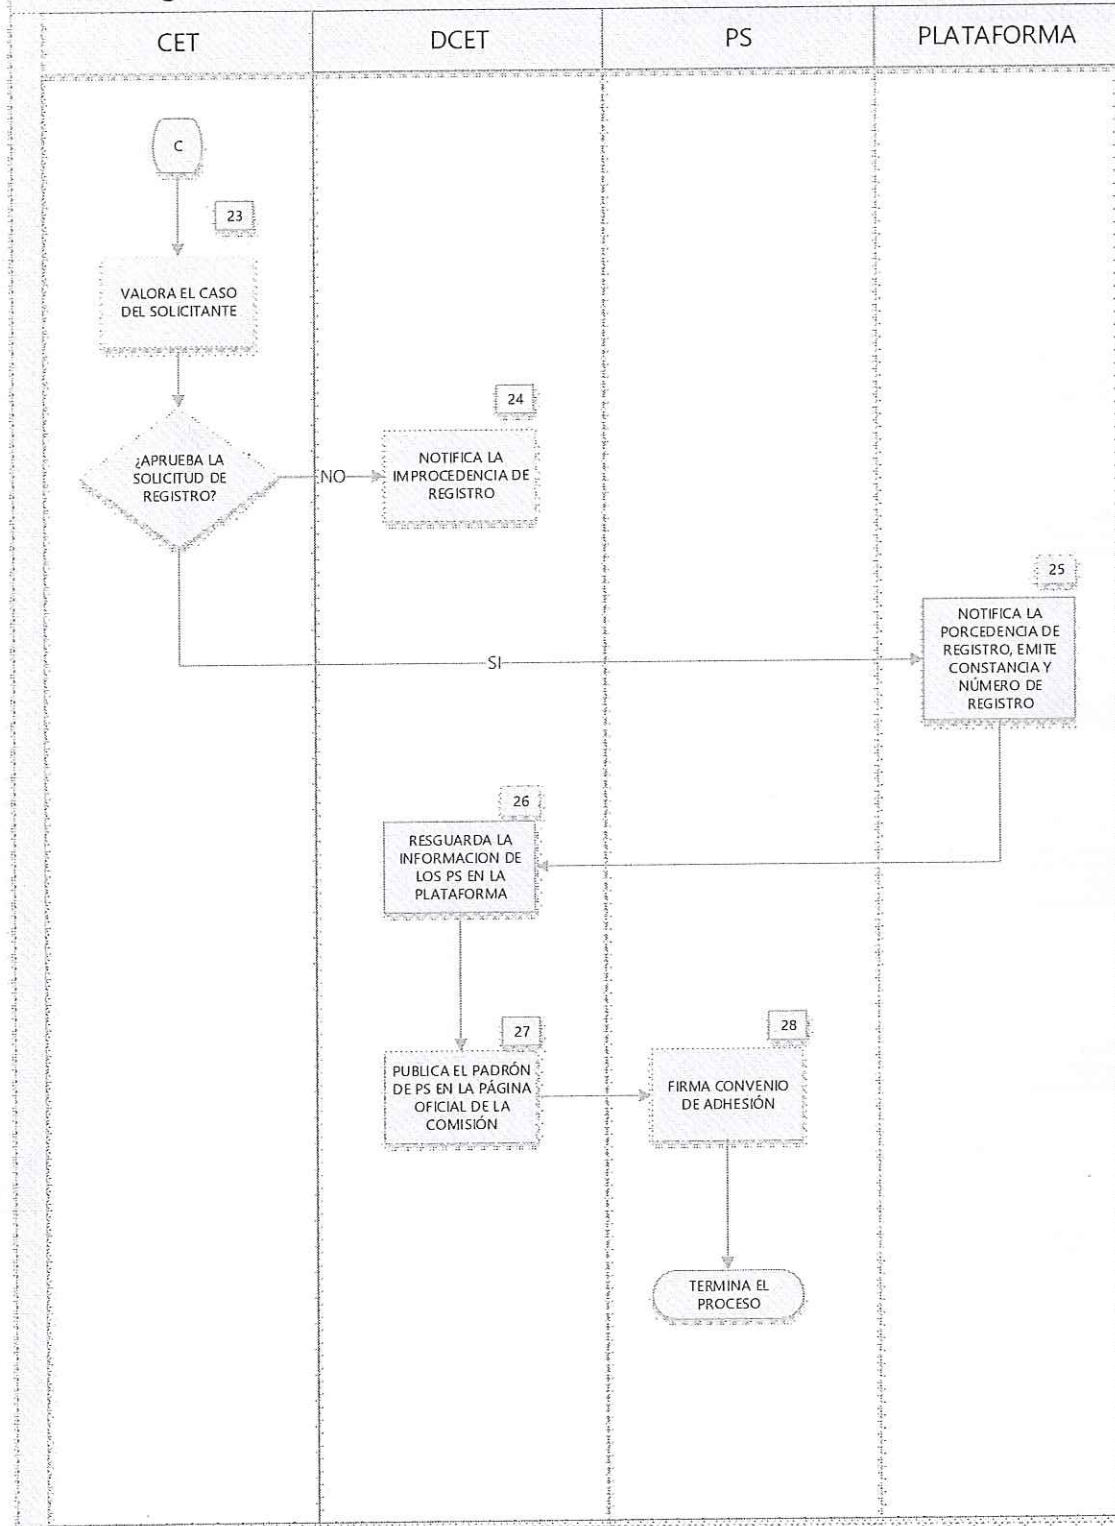 CET
DCET
PS
PLATAFORMA
C
23
VALORA EL CASO
DEL SOLICITANTE
¿APRUEBA LA
SOLICITUD DE
REGISTRO?
NO
24
NOTIFICA LA
IMPROCEDENCIA DE
REGISTRO
SI
25
NOTIFICA LA
PORCEDENCIA DE
REGISTRO, EMITE
CONSTANCIA Y
NÚMERO DE
REGISTRO
26
RESGUARDA LA
INFORMACION DE
LOS PS EN LA
PLATAFORMA
27
PUBLICA EL PADRÓN
DE PS EN LA PÁGINA
OFICIAL DE LA
COMISIÓN
28
FIRMA CONVENIO
DE ADHESIÓN
TERMINA EL
PROCESO